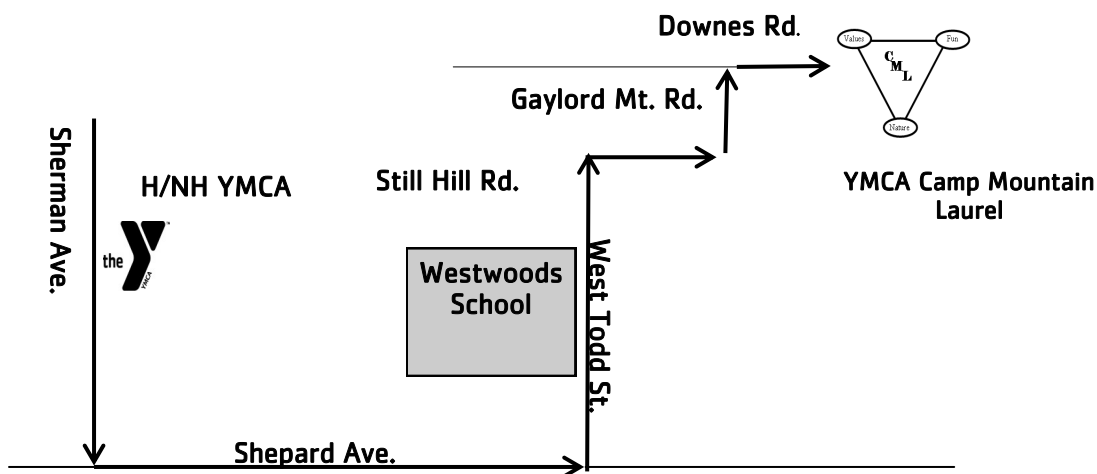 Downes Rd.
Values
Fun
CML
Gaylord Mt. Rd.
Nature
Sherman Ave.
H/NH YMCA
Still Hill Rd.
YMCA Camp Mountain
Laurel
the Y
YMCA
Westwoods
School
West Todd St.
Shepard Ave.